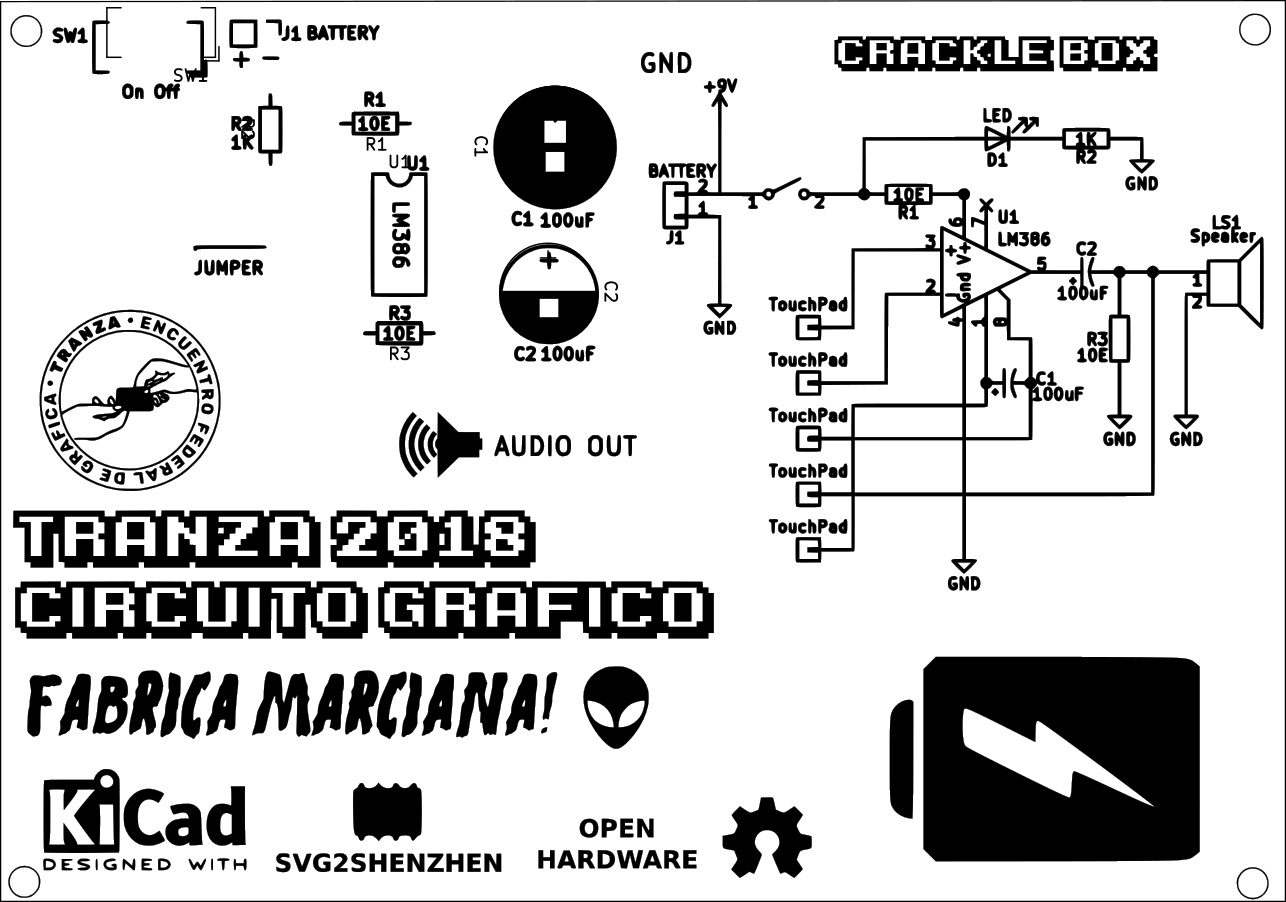 SW1
SW1
On Off
J1 BATTERY
+ −
R2
1K
R1
10E
R1
U1
U1
LM386
R3
10E
R3
C1
C1 100uF
+
C2
C2 100uF
JUMPER
TRANZA • ENCUENTRO FEDERAL DE GRAFICA •
AUDIO OUT
TRANZA 2018
CIRCUITO GRAFICO
FABRICA MARCIANA!
KiCad
DESIGNED WITH
SVG2SHENZHEN
OPEN
HARDWARE
CRACKLE BOX
GND
+9V
BATTERY
2
1
J1
1
2
LED
D1
1K
R2
GND
10E
R1
6
7
U1
LM386
3
+
V+
2
−
Gnd
5
4
1
8
C2
+
100uF
LS1
Speaker
1
2
GND
R3
10E
C1
+
100uF
GND
GND
TouchPad
TouchPad
TouchPad
TouchPad
TouchPad
GND